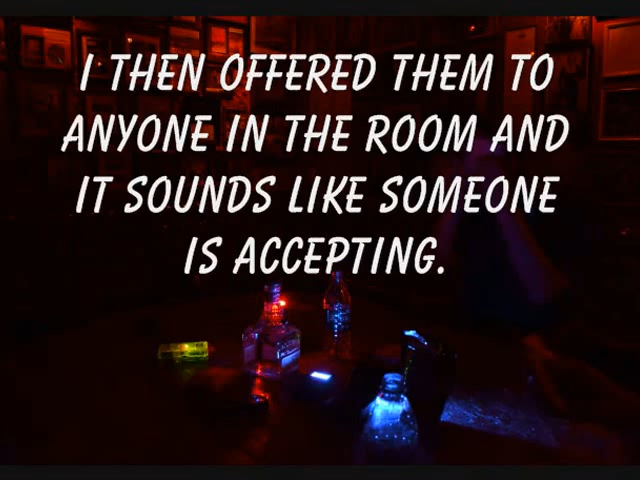 I THEN OFFERED THEM TO
ANYONE IN THE ROOM AND
IT SOUNDS LIKE SOMEONE
IS ACCEPTING.